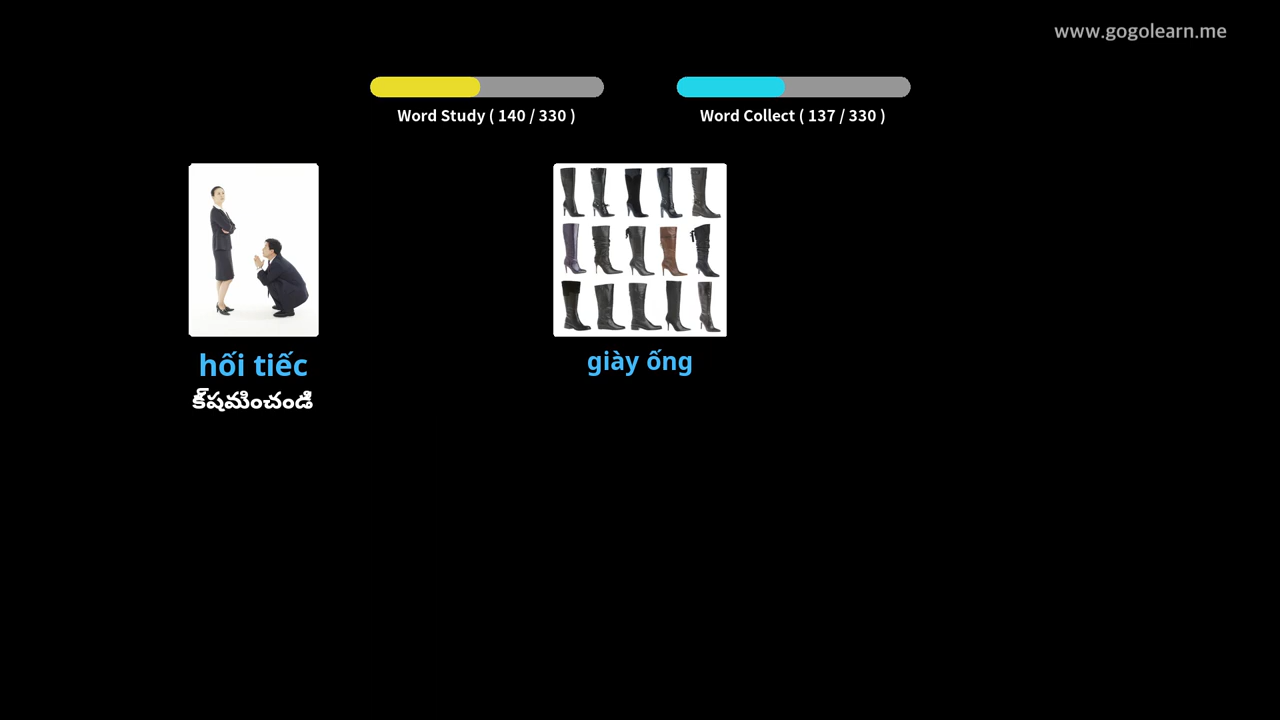 www.gogolearn.me
Word Study ( 140 / 330 )
Word Collect ( 137 / 330 )
hối tiếc
క్షమించండి
giày ống